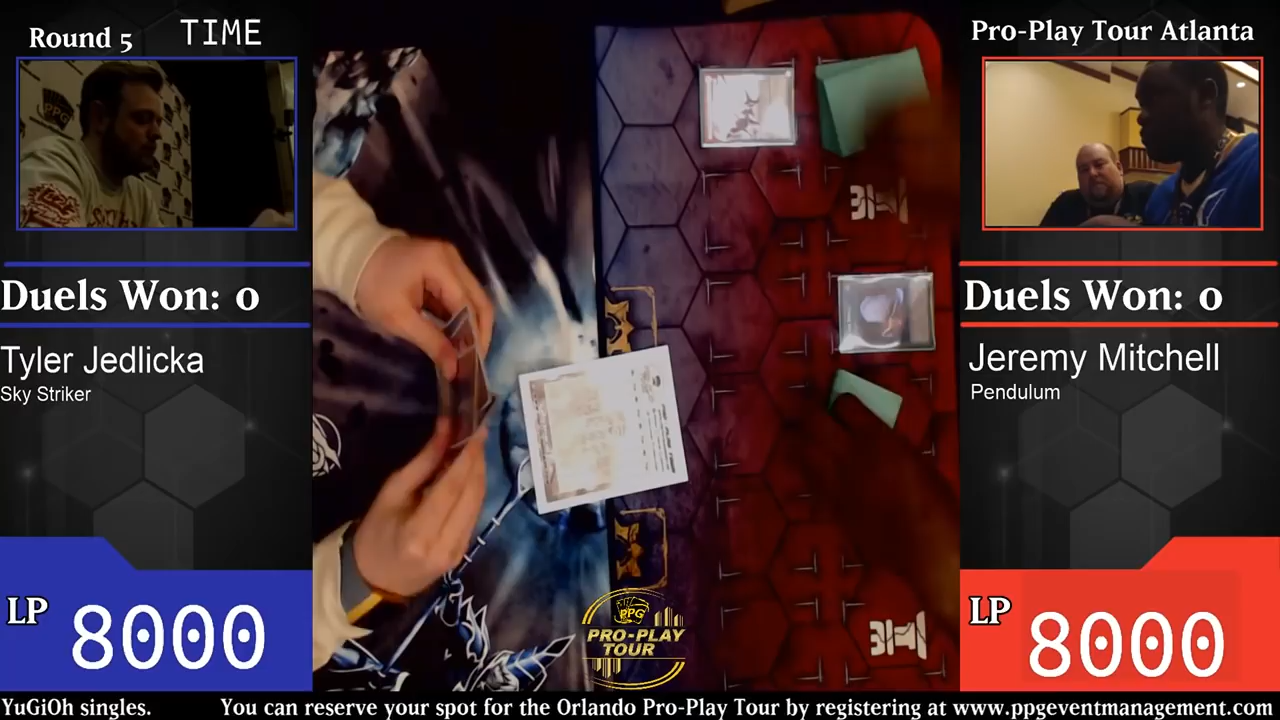 Round 5
TIME
Pro-Play Tour Atlanta
PPG
Duels Won: 0
Duels Won: 0
Tyler Jedlicka
Sky Striker
Jeremy Mitchell
Pendulum
PPG
PRO-PLAY
TOUR
LP 8000
LP 8000
YuGiOh singles. You can reserve your spot for the Orlando Pro-Play Tour by registering at www.ppgeventmanagement.com